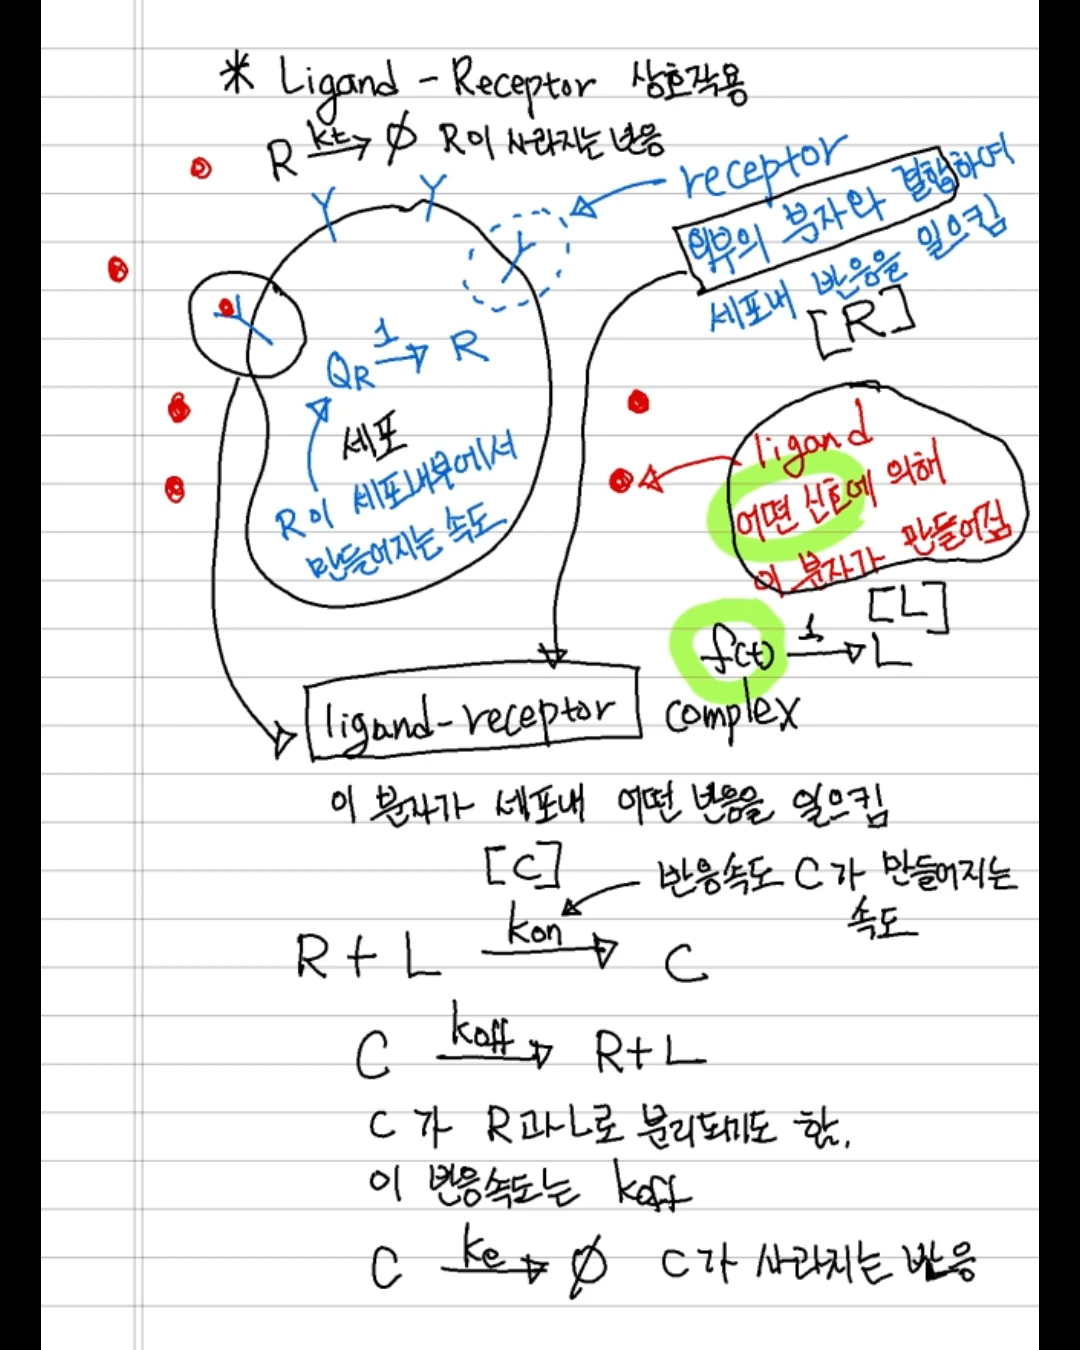 * Ligand - Receptor 상호작용
R kt→ ∅ R이 사라지는 반응
receptor
외부의 분자와 결합하여
세포내 반응을 일으킴
[R]
QR 1→ R
세포
R이 세포내부에서
만들어지는 속도
ligand
어떤 신호에 의해
이 분자가 만들어짐
[L]
f(t) 1→ L
ligand-receptor complex
이 분자가 세포내 어떤 반응을 일으킴
[C]
반응속도 C가 만들어지는
속도
R + L kon→ C
C koff→ R+L
C가 R과 L로 분리되기도 함.
이 반응속도는 koff
C ke→ ∅ C가 사라지는 반응